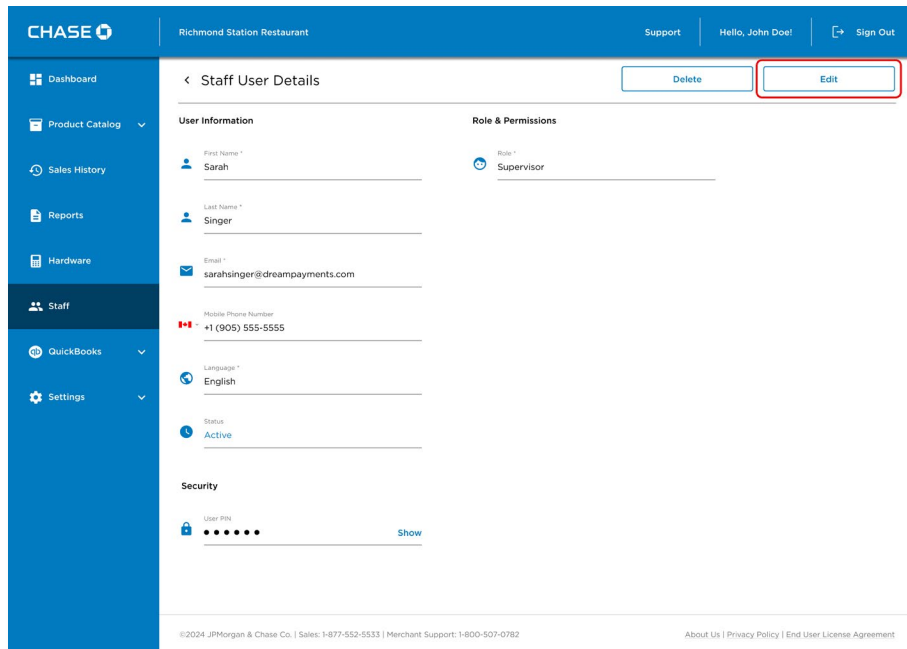 CHASE
Richmond Station Restaurant
Support
Hello, John Doe!
Sign Out
Dashboard
Product Catalog
Sales History
Reports
Hardware
Staff
qb QuickBooks
Settings
< Staff User Details
Delete
Edit
User Information
First Name *
Sarah
Last Name *
Singer
Email *
sarahsinger@dreampayments.com
Mobile Phone Number
+1 (905) 555-5555
Language *
English
Status
Active
Security
User PIN
••••••
Show
Role & Permissions
Role *
Supervisor
©2024 JPMorgan & Chase Co. | Sales: 1-877-552-5533 | Merchant Support: 1-800-507-0782
About Us | Privacy Policy | End User License Agreement